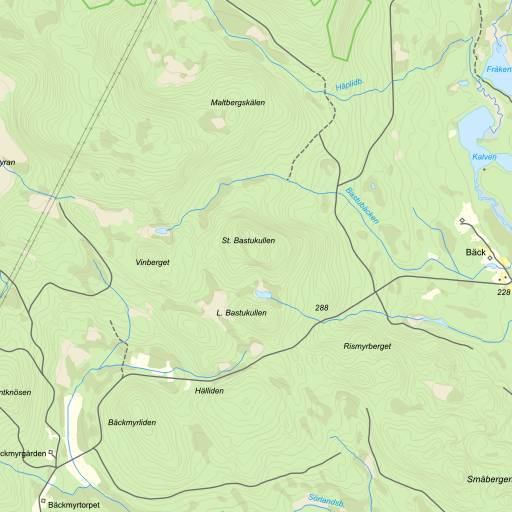 Fräken
Häplidb.
Maltbergskälen
Kalven
yran
Bastubäcken
St. Bastukullen
Bäck
Vinberget
228
288
L. Bastukullen
Rismyrberget
Hälliden
ntknösen
Bäckmyrliden
ckmyrgården
Småbergen
Sörlandsb.
Bäckmyrtorpet